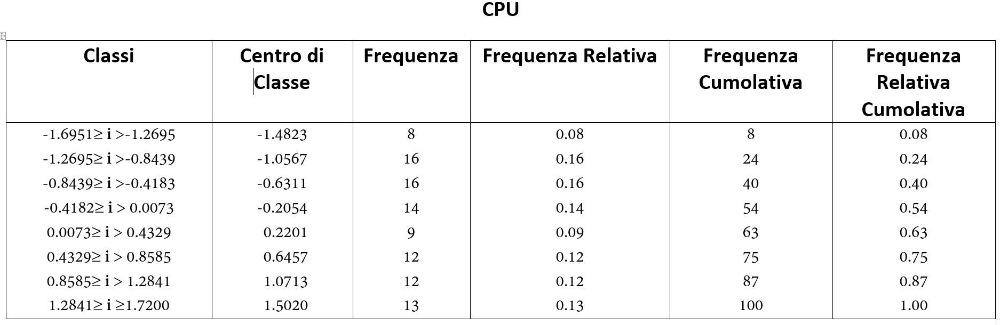 CPU
Classi Centro di Classe Frequenza Frequenza Relativa Frequenza Cumolativa Frequenza Relativa Cumolativa
-1.6951≥ i >-1.2695 -1.4823 8 0.08 8 0.08
-1.2695≥ i >-0.8439 -1.0567 16 0.16 24 0.24
-0.8439≥ i >-0.4183 -0.6311 16 0.16 40 0.40
-0.4182≥ i > 0.0073 -0.2054 14 0.14 54 0.54
0.0073≥ i > 0.4329 0.2201 9 0.09 63 0.63
0.4329≥ i > 0.8585 0.6457 12 0.12 75 0.75
0.8585≥ i > 1.2841 1.0713 12 0.12 87 0.87
1.2841≥ i ≥1.7200 1.5020 13 0.13 100 1.00